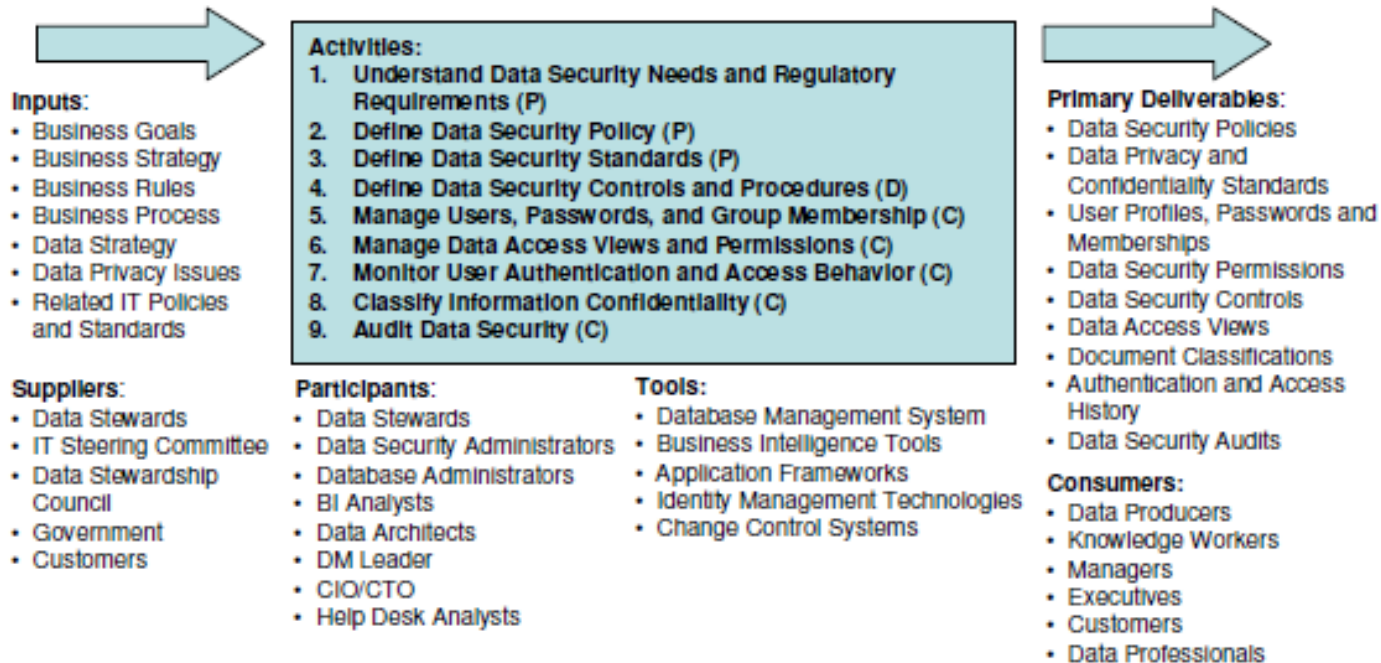 Inputs:
• Business Goals
• Business Strategy
• Business Rules
• Business Process
• Data Strategy
• Data Privacy Issues
• Related IT Policies
and Standards
Activities:
1. Understand Data Security Needs and Regulatory
Requirements (P)
2. Define Data Security Policy (P)
3. Define Data Security Standards (P)
4. Define Data Security Controls and Procedures (D)
5. Manage Users, Passwords, and Group Membership (C)
6. Manage Data Access Views and Permissions (C)
7. Monitor User Authentication and Access Behavior (C)
8. Classify Information Confidentiality (C)
9. Audit Data Security (C)
Primary Deliverables:
• Data Security Policies
• Data Privacy and
Confidentiality Standards
• User Profiles, Passwords and
Memberships
• Data Security Permissions
• Data Security Controls
• Data Access Views
• Document Classifications
• Authentication and Access
History
• Data Security Audits
Suppliers:
• Data Stewards
• IT Steering Committee
• Data Stewardship
Council
• Government
• Customers
Participants:
• Data Stewards
• Data Security Administrators
• Database Administrators
• BI Analysts
• Data Architects
• DM Leader
• CIO/CTO
• Help Desk Analysts
Tools:
• Database Management System
• Business Intelligence Tools
• Application Frameworks
• Identity Management Technologies
• Change Control Systems
Consumers:
• Data Producers
• Knowledge Workers
• Managers
• Executives
• Customers
• Data Professionals